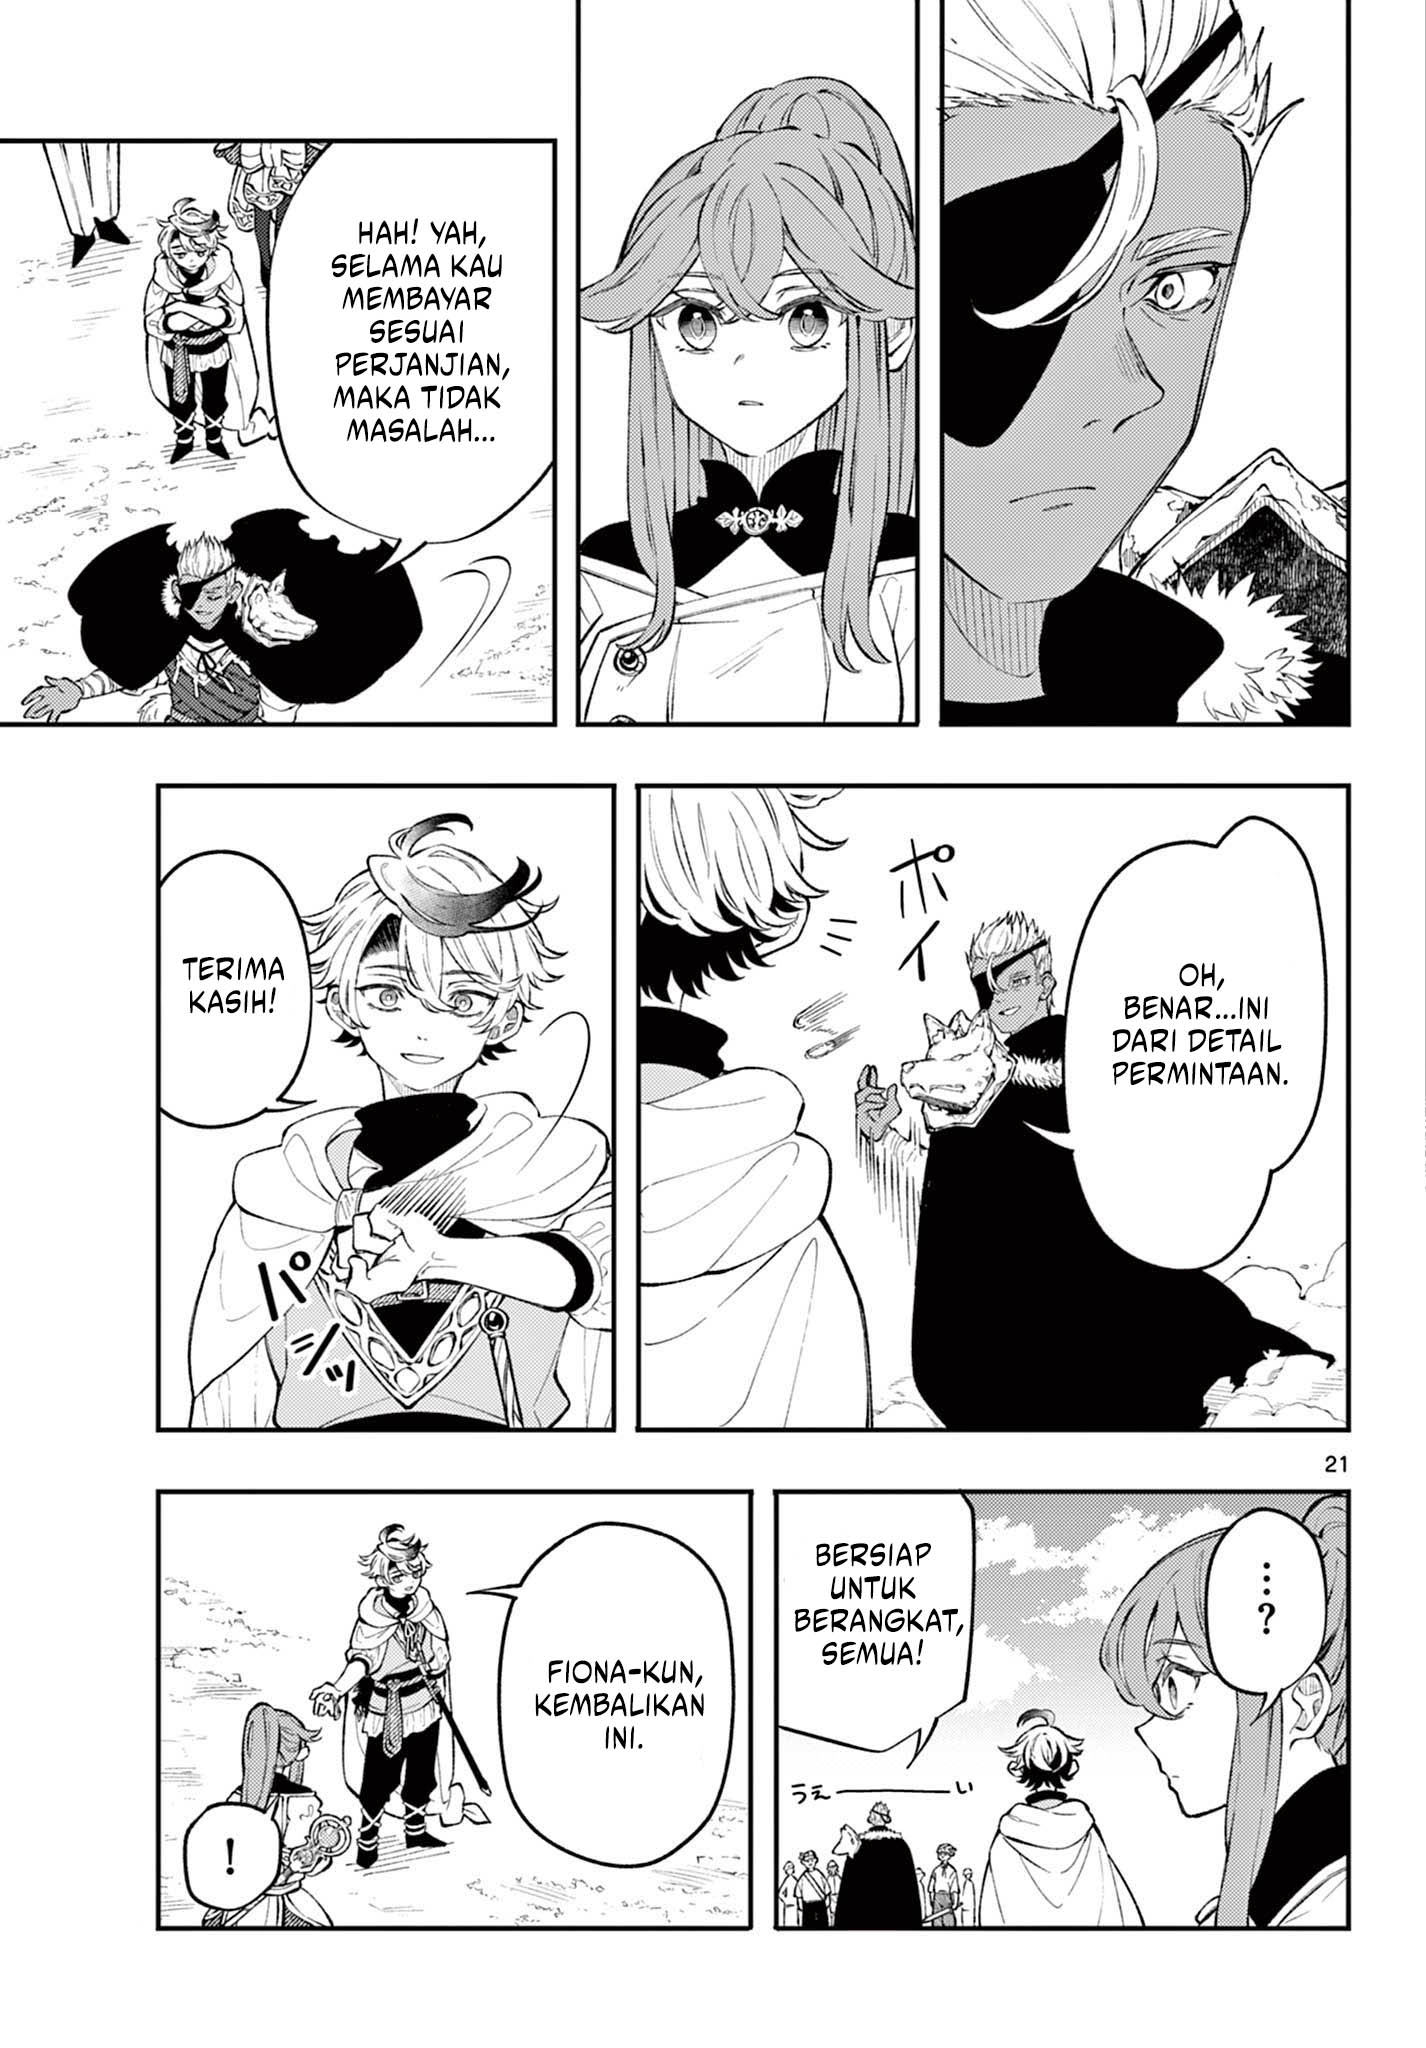 HAH! YAH,
SELAMA KAU
MEMBAYAR
SESUAI
PERJANJIAN,
MAKA TIDAK
MASALAH...
OH,
BENAR...INI
DARI DETAIL
PERMINTAAN.
ポイ
TERIMA
KASIH!
パシッ
21
...?
BERSIAP
UNTUK
BERANGKAT,
SEMUA!
うえーーーい
FIONA-KUN,
KEMBALIKAN
INI.
!